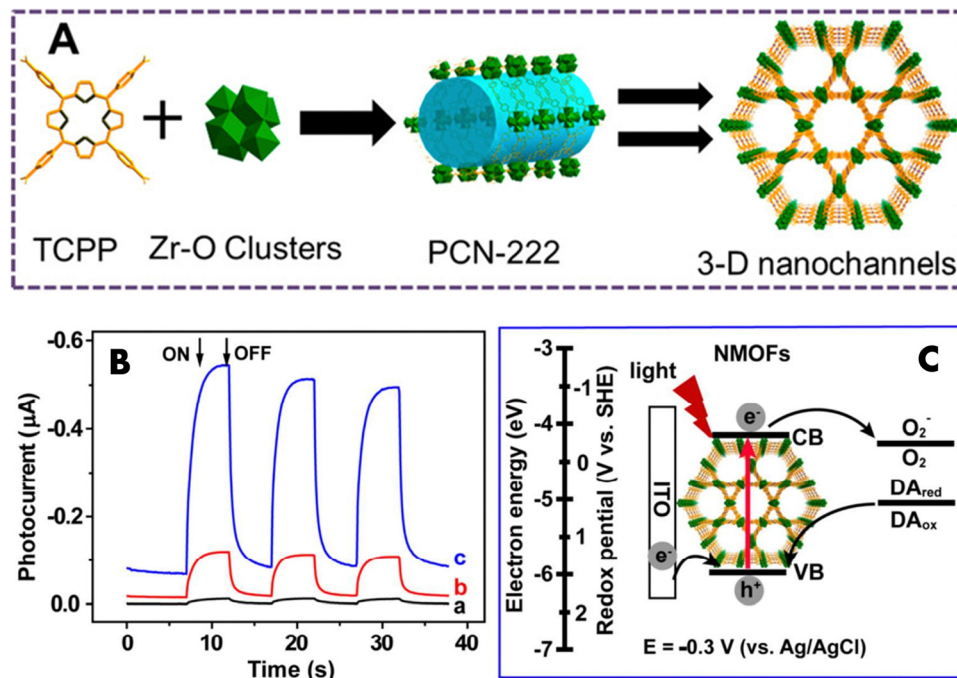 A
TCPP
+
Zr-O Clusters
PCN-222
3-D nanochannels
B
ON
OFF
Photocurrent (μA)
-0.6
-0.4
-0.2
0.0
c
b
a
0
10
20
30
40
Time (s)
C
NMOFs
light
Electron energy (eV)
-3
-4
-5
-6
-7
Redox pential (V vs. SHE)
-1
0
1
2
ITO
e-
e-
CB
h+
VB
O2-
O2
DAred
DAox
E = -0.3 V (vs. Ag/AgCl)